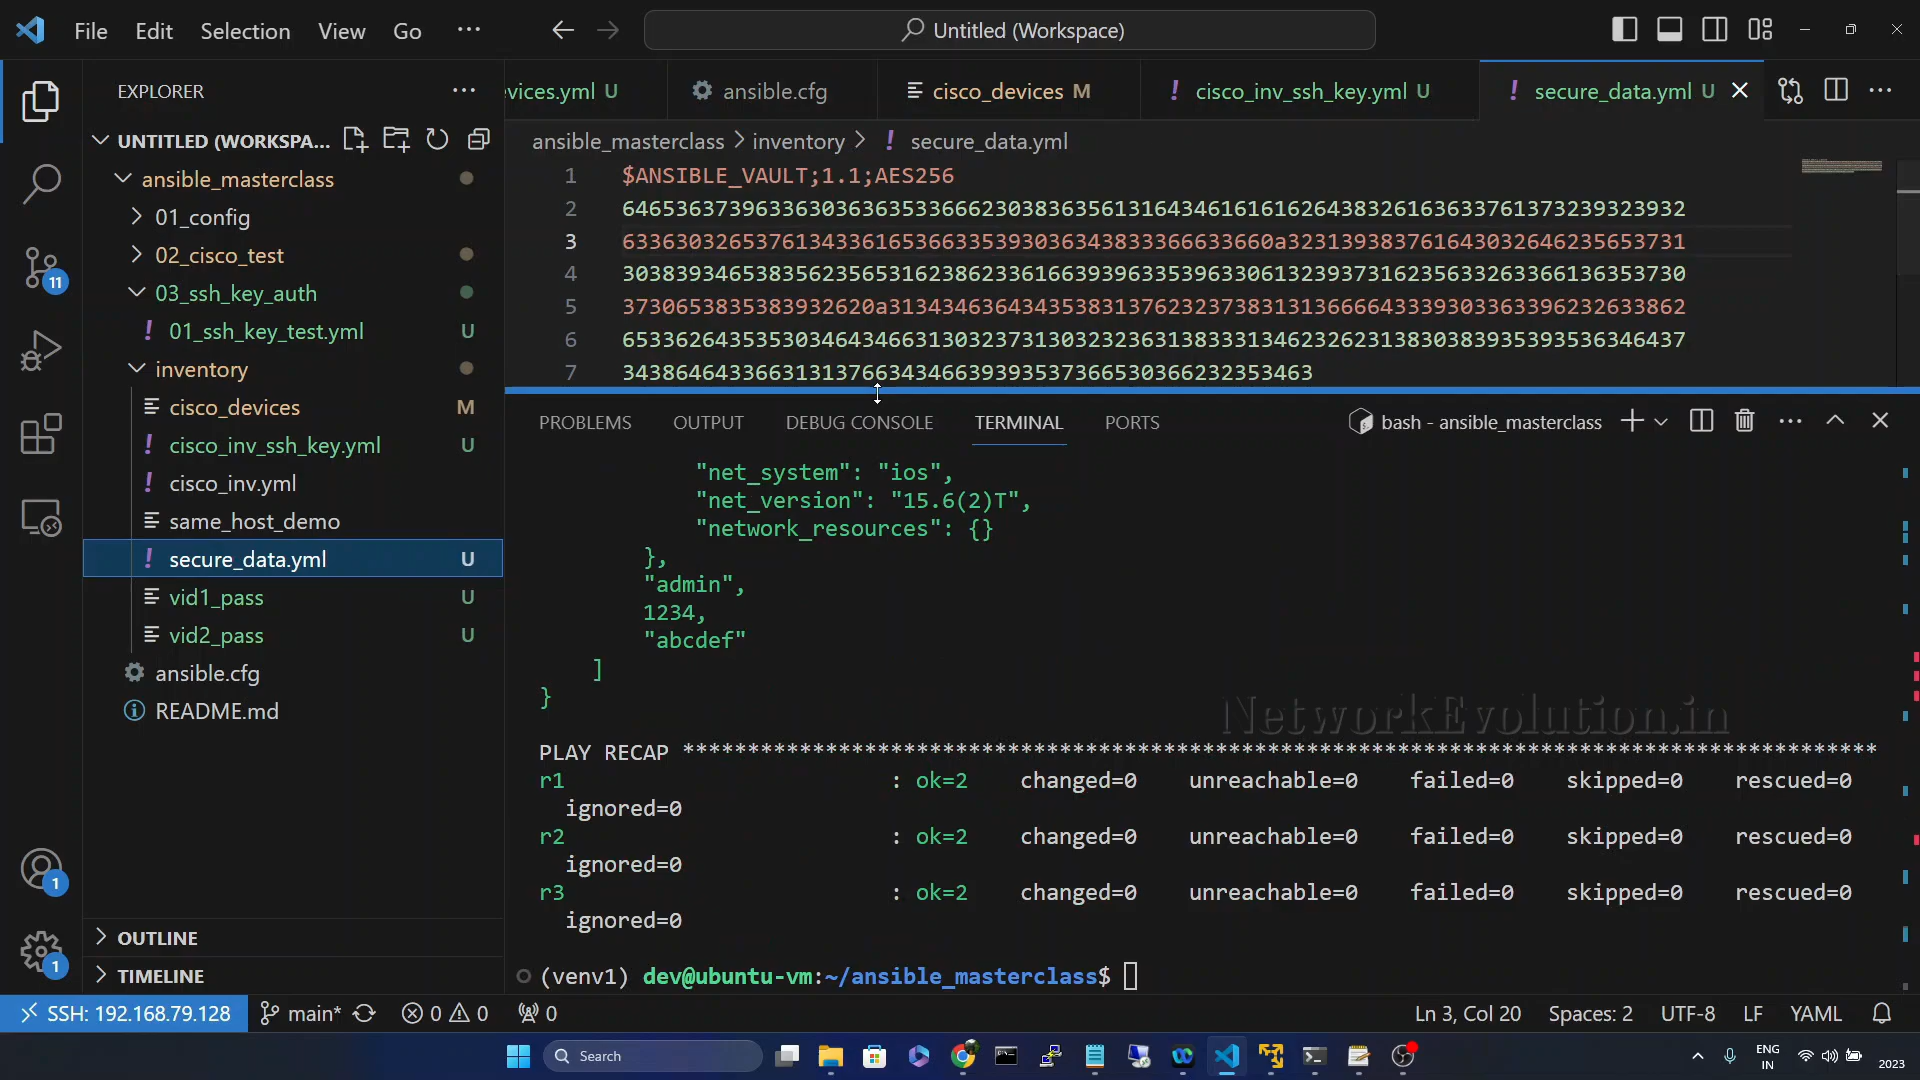 File Edit Selection View Go ···
Untitled (Workspace)
EXPLORER ···
UNTITLED (WORKSPA...
ansible_masterclass
01_config
02_cisco_test
03_ssh_key_auth
01_ssh_key_test.yml U
inventory
cisco_devices M
cisco_inv_ssh_key.yml U
cisco_inv.yml
same_host_demo
secure_data.yml U
vid1_pass U
vid2_pass U
ansible.cfg
README.md
OUTLINE
TIMELINE
11
1
1
vices.yml U ansible.cfg cisco_devices M cisco_inv_ssh_key.yml U secure_data.yml U
ansible_masterclass > inventory > ! secure_data.yml
1 $ANSIBLE_VAULT;1.1;AES256
2
3
4
5
6
7
PROBLEMS OUTPUT DEBUG CONSOLE TERMINAL PORTS bash - ansible_masterclass
"net_system": "ios",
"net_version": "15.6(2)T",
"network_resources": {}
},
"admin",
1234,
"abcdef"
]
}
NetworkEvolution.in
PLAY RECAP *******************************************************************************************
r1 : ok=2 changed=0 unreachable=0 failed=0 skipped=0 rescued=0
ignored=0
r2 : ok=2 changed=0 unreachable=0 failed=0 skipped=0 rescued=0
ignored=0
r3 : ok=2 changed=0 unreachable=0 failed=0 skipped=0 rescued=0
ignored=0
(venv1) dev@ubuntu-vm:~/ansible_masterclass$
SSH: 192.168.79.128 main* 0 0 0 Ln 3, Col 20 Spaces: 2 UTF-8 LF YAML
Search
ENG
IN
2023